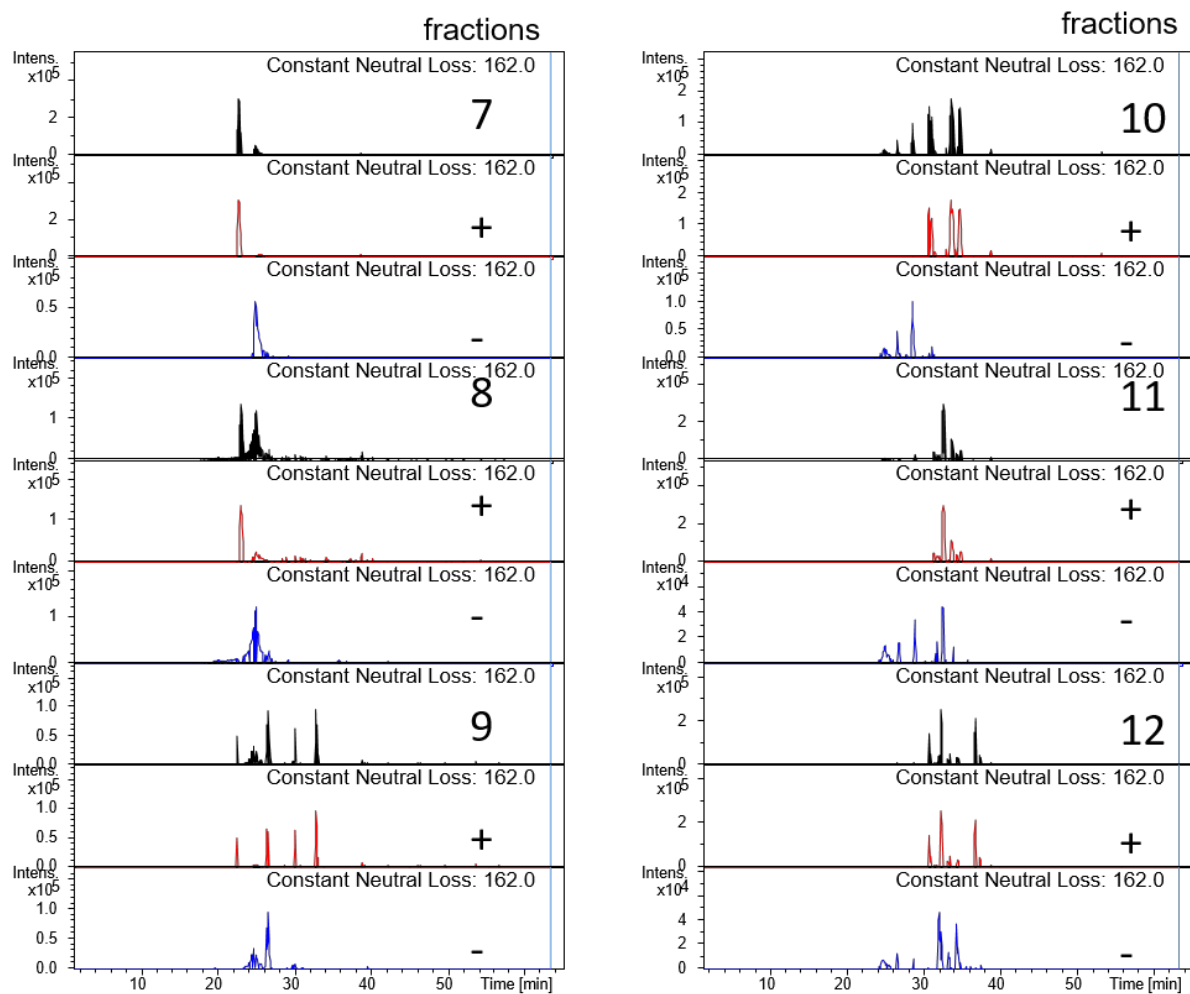 fractions
Intens.
x10^5
Constant Neutral Loss: 162.0
7
2
0
Intens.
x10^5
Constant Neutral Loss: 162.0
+
2
0
Intens.
x10^5
Constant Neutral Loss: 162.0
-
0.5
0.0
Intens.
x10^5
Constant Neutral Loss: 162.0
8
1
0
Intens.
x10^5
Constant Neutral Loss: 162.0
+
1
0
Intens.
x10^5
Constant Neutral Loss: 162.0
-
1
0
Intens.
x10^5
Constant Neutral Loss: 162.0
9
1.0
0.5
0.0
Intens.
x10^5
Constant Neutral Loss: 162.0
+
1.0
0.5
0.0
Intens.
x10^5
Constant Neutral Loss: 162.0
-
1.0
0.5
0.0
10 20 30 40 50 Time [min]
fractions
Intens.
x10^5
Constant Neutral Loss: 162.0
10
2
1
0
Intens.
x10^5
Constant Neutral Loss: 162.0
+
2
1
0
Intens.
x10^5
Constant Neutral Loss: 162.0
-
1.0
0.5
0.0
Intens.
x10^5
Constant Neutral Loss: 162.0
11
2
0
Intens.
x10^5
Constant Neutral Loss: 162.0
+
2
0
Intens.
x10^4
Constant Neutral Loss: 162.0
-
4
2
0
Intens.
x10^5
Constant Neutral Loss: 162.0
12
2
0
Intens.
x10^5
Constant Neutral Loss: 162.0
+
2
0
Intens.
x10^4
Constant Neutral Loss: 162.0
-
4
2
0
10 20 30 40 50 Time [min]